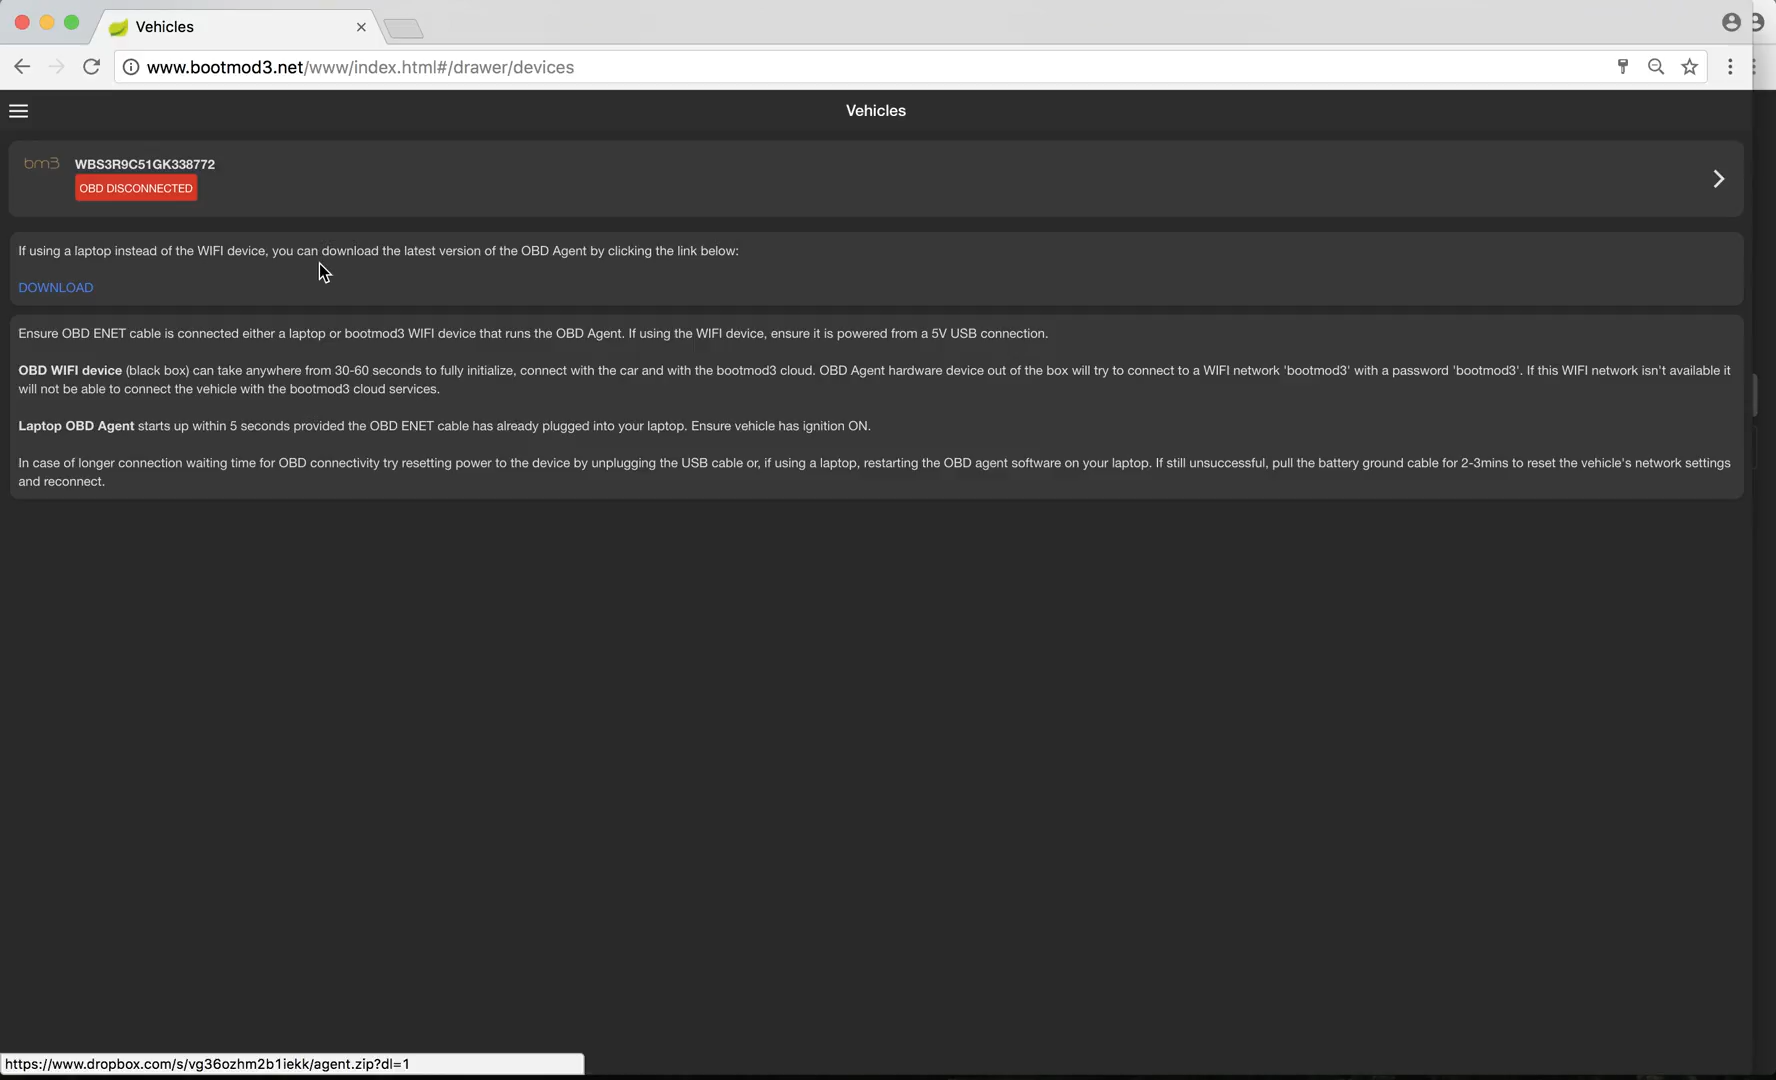 Vehicles
www.bootmod3.net/www/index.html#/drawer/devices
Vehicles
bm3
WBS3R9C51GK338772
OBD DISCONNECTED
If using a laptop instead of the WIFI device, you can download the latest version of the OBD Agent by clicking the link below:
DOWNLOAD
Ensure OBD ENET cable is connected either a laptop or bootmod3 WIFI device that runs the OBD Agent. If using the WIFI device, ensure it is powered from a 5V USB connection.
OBD WIFI device (black box) can take anywhere from 30-60 seconds to fully initialize, connect with the car and with the bootmod3 cloud. OBD Agent hardware device out of the box will try to connect to a WIFI network 'bootmod3' with a password 'bootmod3'. If this WIFI network isn't available it
will not be able to connect the vehicle with the bootmod3 cloud services.
Laptop OBD Agent starts up within 5 seconds provided the OBD ENET cable has already plugged into your laptop. Ensure vehicle has ignition ON.
In case of longer connection waiting time for OBD connectivity try resetting power to the device by unplugging the USB cable or, if using a laptop, restarting the OBD agent software on your laptop. If still unsuccessful, pull the battery ground cable for 2-3mins to reset the vehicle's network settings
and reconnect.
https://www.dropbox.com/s/vg36ozhm2b1iekk/agent.zip?dl=1